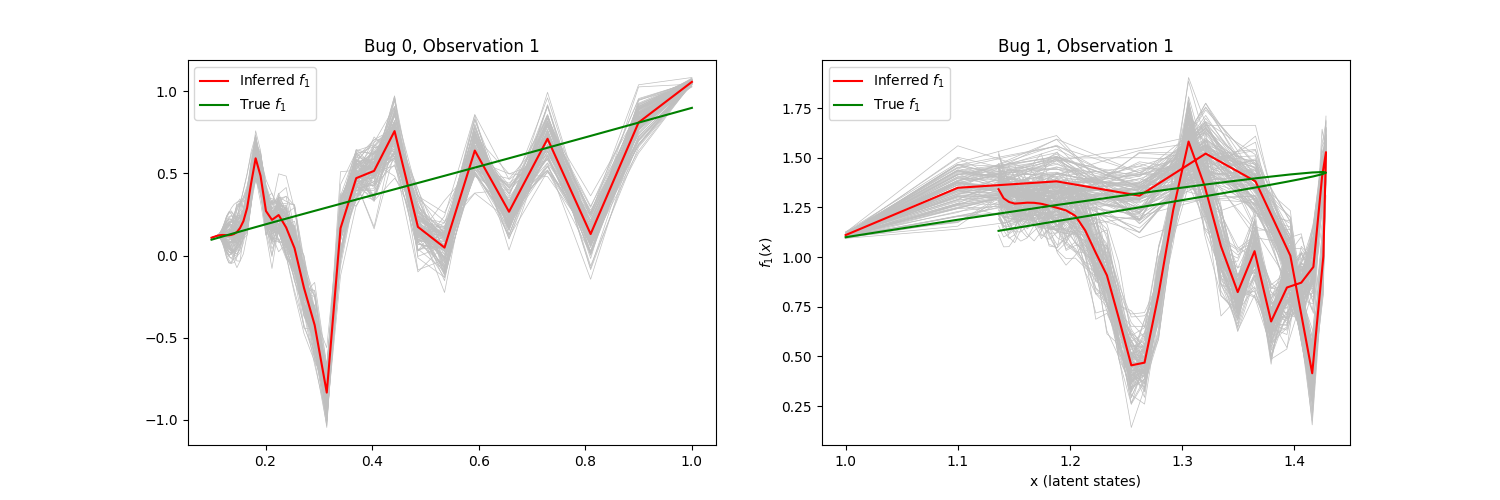 Bug 0, Observation 1
Inferred f₁
True f₁
1.0
0.5
0.0
−0.5
−1.0
0.2 0.4 0.6 0.8 1.0
Bug 1, Observation 1
Inferred f₁
True f₁
f₁(x)
1.75
1.50
1.25
1.00
0.75
0.50
0.25
1.0 1.1 1.2 1.3 1.4
x (latent states)